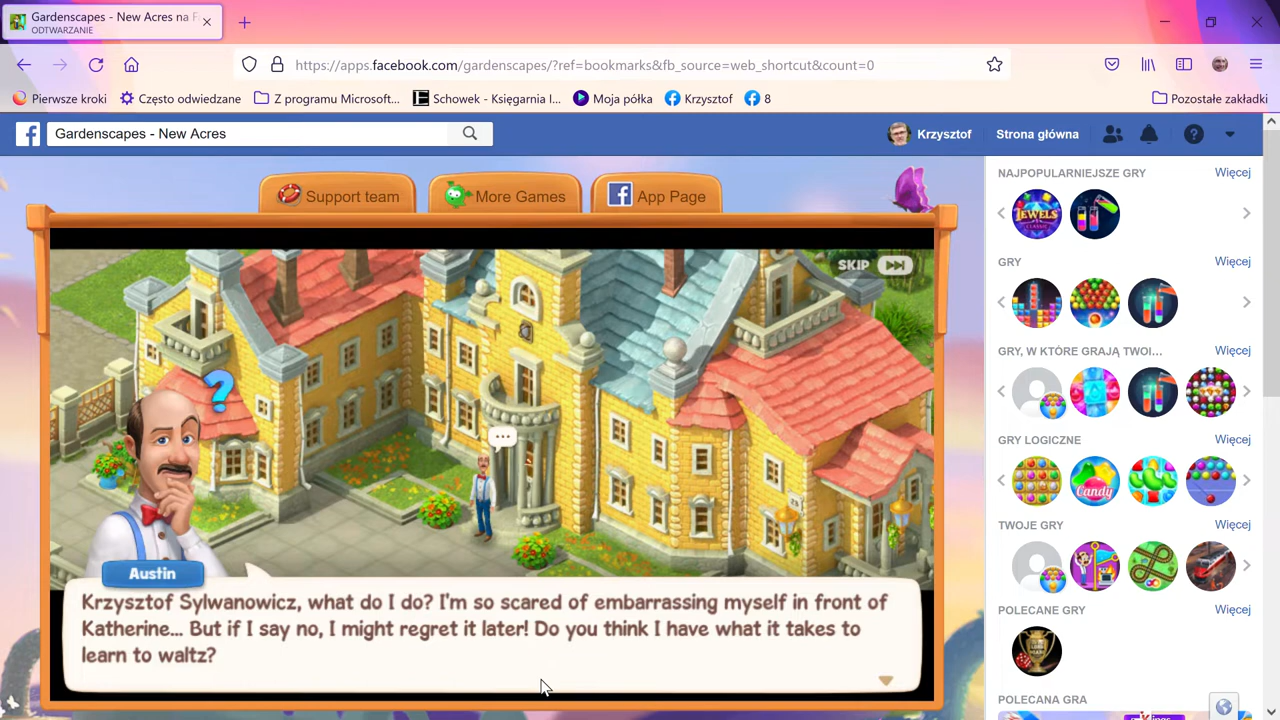 Gardenscapes - New Acres na F
ODTWARZANIE
https://apps.facebook.com/gardenscapes/?ref=bookmarks&fb_source=web_shortcut&count=0
Pierwsze kroki
Często odwiedzane
Z programu Microsoft...
Schowek - Księgarnia I...
Moja półka
Krzysztof
8
Pozostałe zakładki
Gardenscapes - New Acres
Krzysztof
Strona główna
Support team
More Games
App Page
SKIP
Austin
Krzysztof Sylwanowicz, what do I do? I'm so scared of embarrassing myself in front of
Katherine... But if I say no, I might regret it later! Do you think I have what it takes to
learn to waltz?
NAJPOPULARNIEJSZE GRY
Więcej
JEWELS
CLASSIC
GRY
Więcej
GRY, W KTÓRE GRAJĄ TWOI...
Więcej
GRY LOGICZNE
Więcej
Candy
TWOJE GRY
Więcej
POLECANE GRY
Więcej
POLECANA GRA